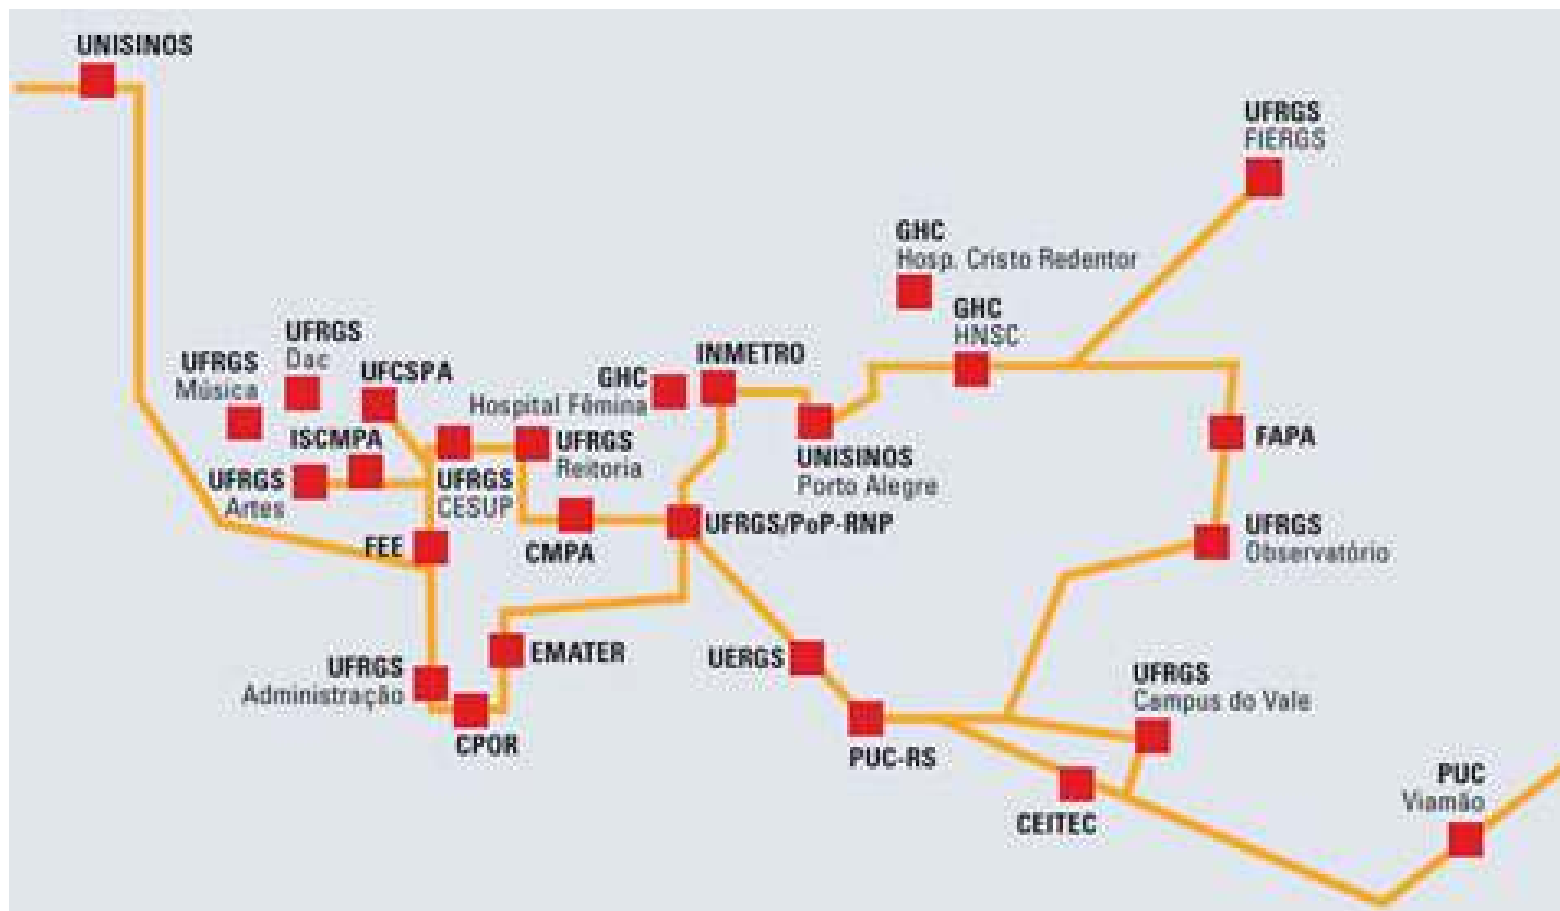 UNISINOS
UFRGS
FIERGS
GHC
Hosp. Cristo Redentor
GHC
HNSC
UFRGS
Dac
UFRGS
Música
UFCSPA
INMETRO
GHC
Hospital Fêmina
ISCMPA
UFRGS
Reitoria
FAPA
UNISINOS
Porto Alegre
UFRGS
Artes
UFRGS
CESUP
UFRGS/PoP-RNP
UFRGS
Observatório
FEE
CMPA
EMATER
UERGS
UFRGS
Administração
UFRGS
Campus do Vale
CPOR
PUC-RS
PUC
Viamão
CEITEC